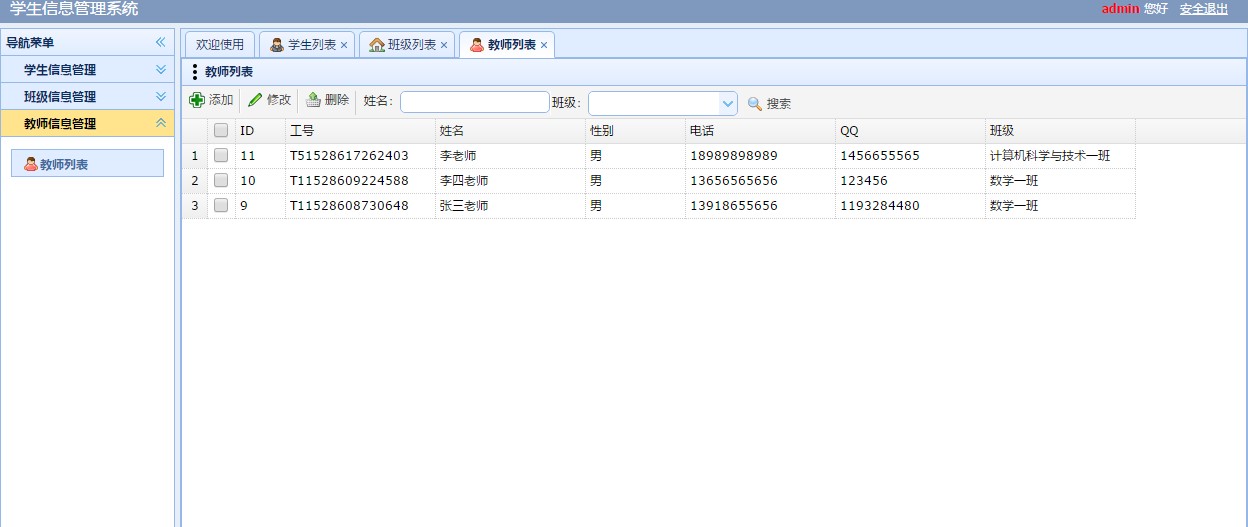 学生信息管理系统 admin 您好 安全退出
导航菜单
学生信息管理
班级信息管理
教师信息管理
教师列表
欢迎使用 学生列表 班级列表 教师列表
教师列表
添加 修改 删除 姓名: 班级: 搜索
ID 工号 姓名 性别 电话 QQ 班级
1 11 T51528617262403 李老师 男 18989898989 1456655565 计算机科学与技术一班
2 10 T11528609224588 李四老师 男 13656565656 123456 数学一班
3 9 T11528608730648 张三老师 男 13918655656 1193284480 数学一班